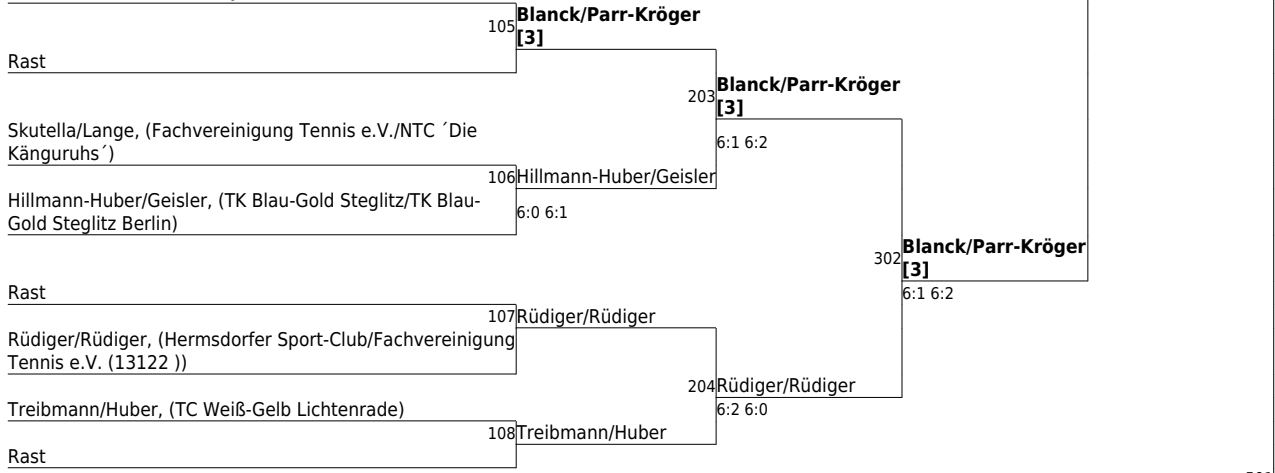 105
Blanck/Parr-Kröger
[3]
Rast
203
Blanck/Parr-Kröger
[3]
6:1 6:2
Skutella/Lange, (Fachvereinigung Tennis e.V./NTC ´Die
Känguruhs´)
106
Hillmann-Huber/Geisler
Hillmann-Huber/Geisler, (TK Blau-Gold Steglitz/TK Blau-
Gold Steglitz Berlin)
6:0 6:1
302
Blanck/Parr-Kröger
[3]
6:1 6:2
Rast
107
Rüdiger/Rüdiger
Rüdiger/Rüdiger, (Hermsdorfer Sport-Club/Fachvereinigung
Tennis e.V. (13122 ))
204
Rüdiger/Rüdiger
6:2 6:0
Treibmann/Huber, (TC Weiß-Gelb Lichtenrade)
108
Treibmann/Huber
Rast